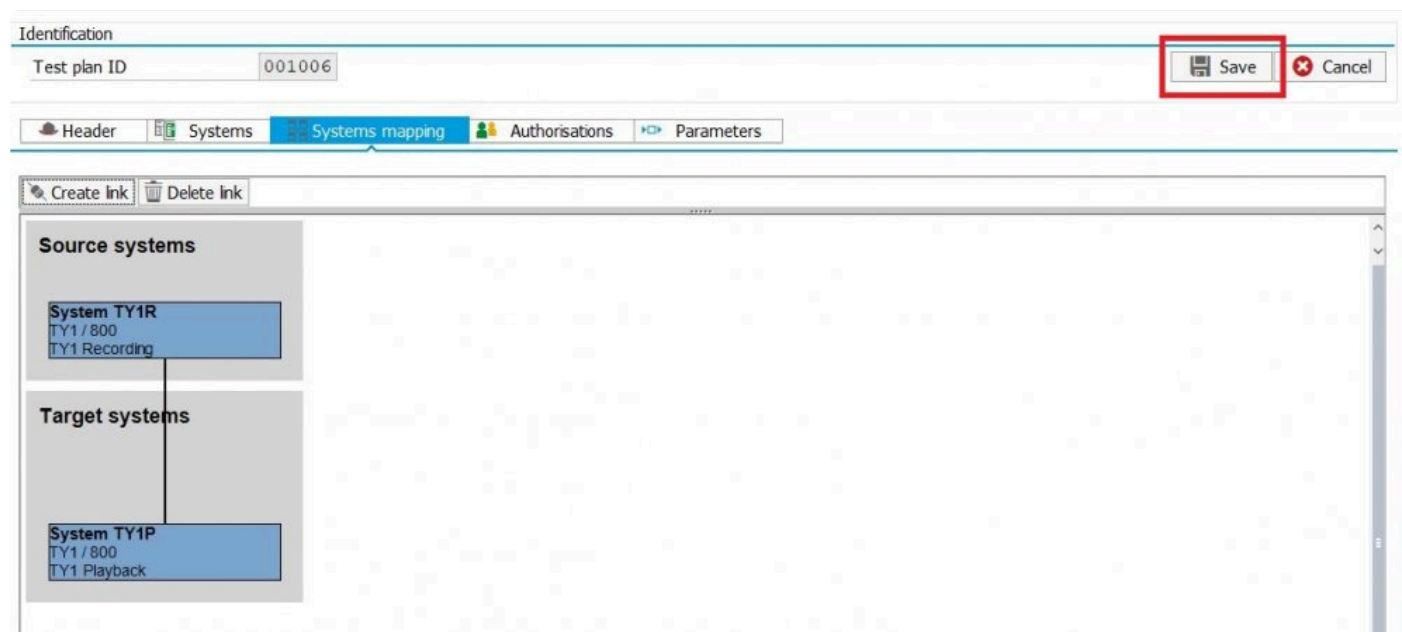 Identification
Test plan ID 001006 Save Cancel
Header Systems Systems mapping Authorisations Parameters
Create link Delete link
Source systems
System TY1R
TY1 / 800
TY1 Recording
Target systems
System TY1P
TY1 / 800
TY1 Playback